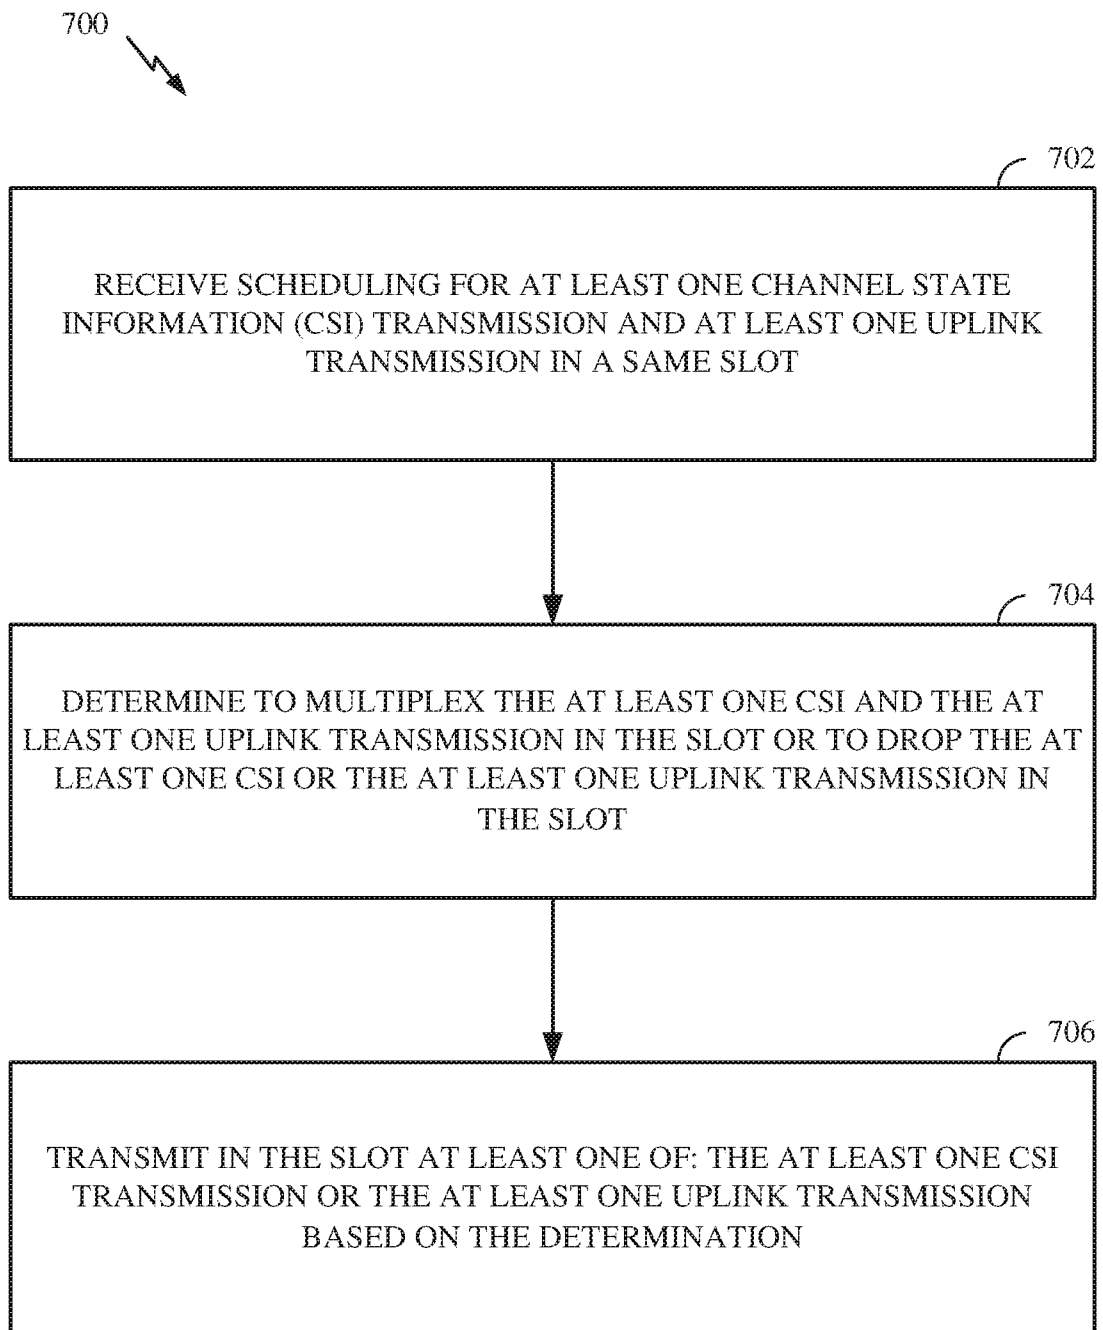 700
702
RECEIVE SCHEDULING FOR AT LEAST ONE CHANNEL STATE
INFORMATION (CSI) TRANSMISSION AND AT LEAST ONE UPLINK
TRANSMISSION IN A SAME SLOT
704
DETERMINE TO MULTIPLEX THE AT LEAST ONE CSI AND THE AT
LEAST ONE UPLINK TRANSMISSION IN THE SLOT OR TO DROP THE AT
LEAST ONE CSI OR THE AT LEAST ONE UPLINK TRANSMISSION IN
THE SLOT
706
TRANSMIT IN THE SLOT AT LEAST ONE OF: THE AT LEAST ONE CSI
TRANSMISSION OR THE AT LEAST ONE UPLINK TRANSMISSION
BASED ON THE DETERMINATION